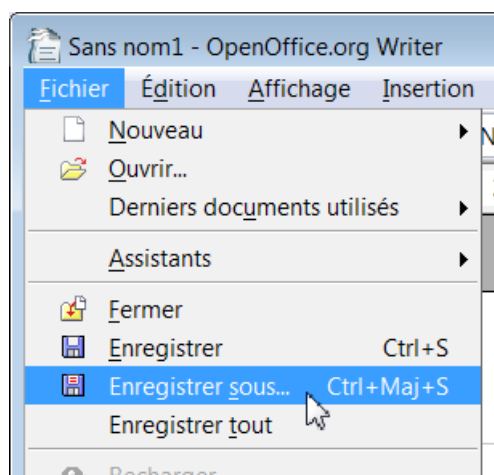 Sans nom1 - OpenOffice.org Writer
Fichier Édition Affichage Insertion
Nouveau
Ouvrir...
Derniers documents utilisés
Assistants
Fermer
Enregistrer Ctrl+S
Enregistrer sous... Ctrl+Maj+S
Enregistrer tout
Recharger